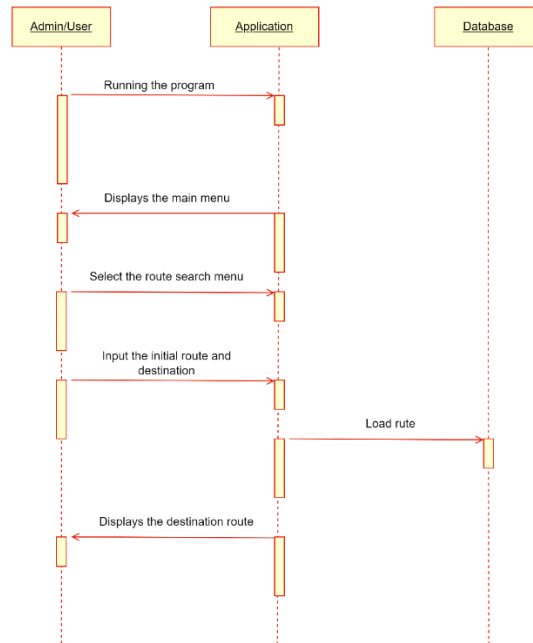 Admin/User
Application
Database
Running the program
Displays the main menu
Select the route search menu
Input the initial route and
destination
Load rute
Displays the destination route